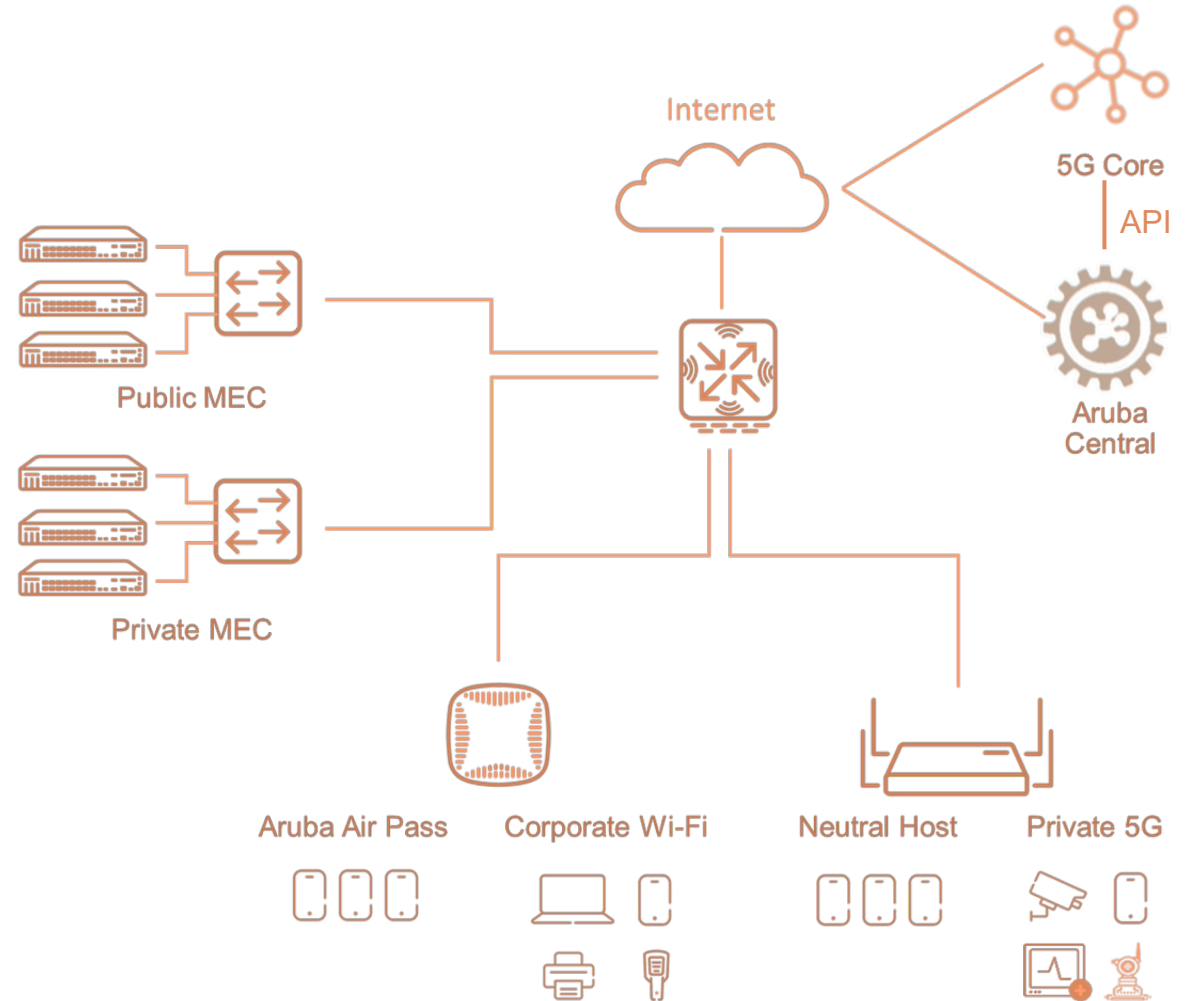 Internet
5G Core
API
Public MEC
Aruba
Central
Private MEC
Aruba Air Pass
Corporate Wi-Fi
Neutral Host
Private 5G